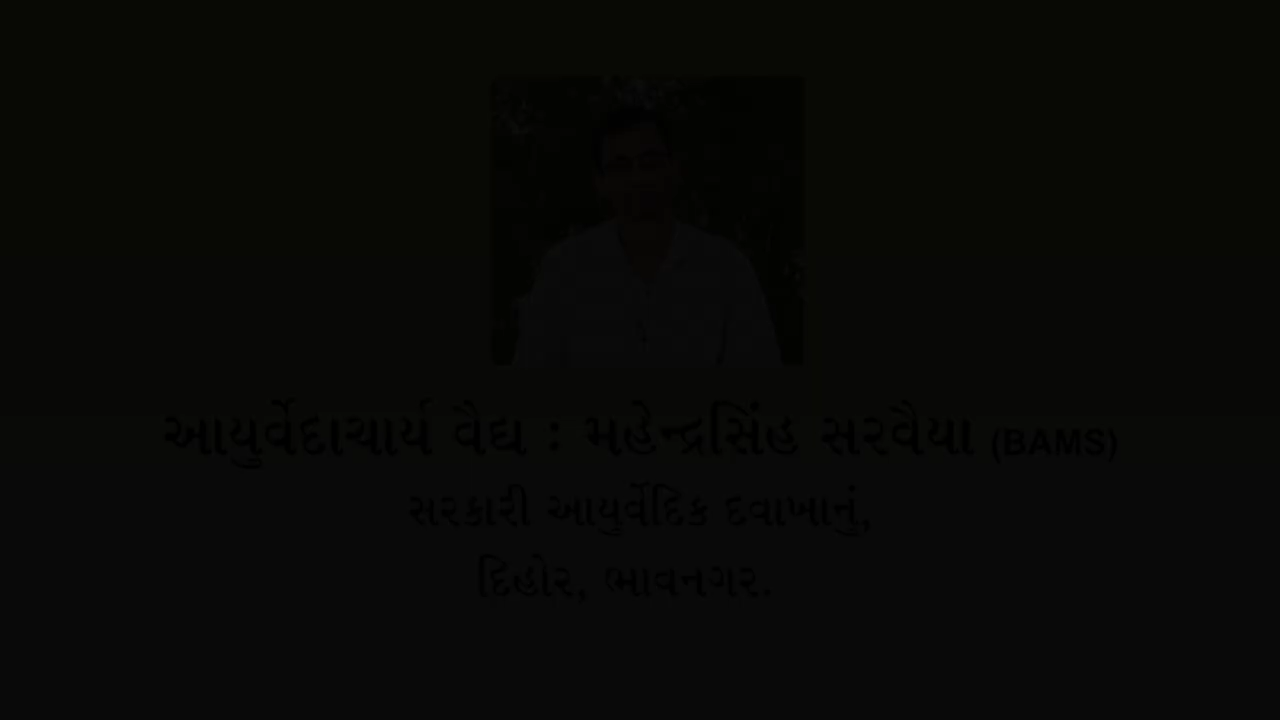 આયુર્વેદાચાર્ય વૈદ્ય : મહેન્દ્રસિંહ સરવૈયા (BAMS)
સરકારી આયુર્વેદિક દવાખાનું,
દિહોર, ભાવનગર.